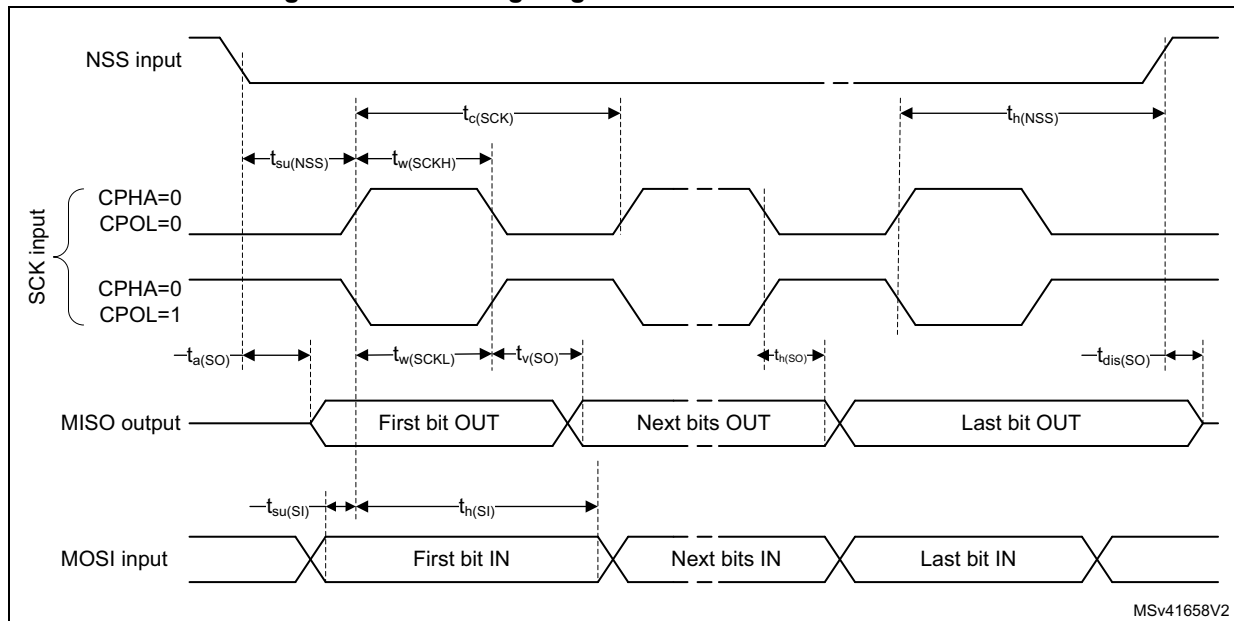 NSS input
tc(SCK)
th(NSS)
tsu(NSS)
tw(SCKH)
SCK input
CPHA=0
CPOL=0
CPHA=0
CPOL=1
ta(SO)
tw(SCKL)
tv(SO)
th(SO)
tdis(SO)
MISO output
First bit OUT
Next bits OUT
Last bit OUT
tsu(SI)
th(SI)
MOSI input
First bit IN
Next bits IN
Last bit IN
MSv41658V2